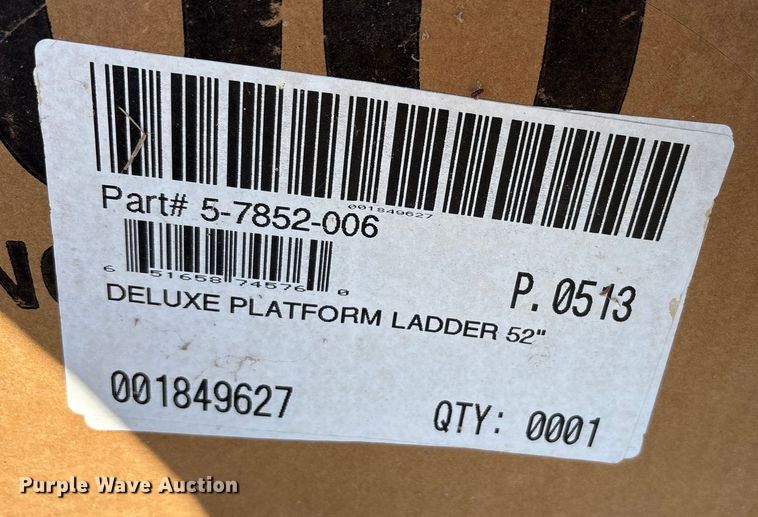 001849627
Part# 5-7852-006
6 51658 74576 0
P. 0513
DELUXE PLATFORM LADDER 52"
001849627
QTY: 0001
Purple Wave Auction